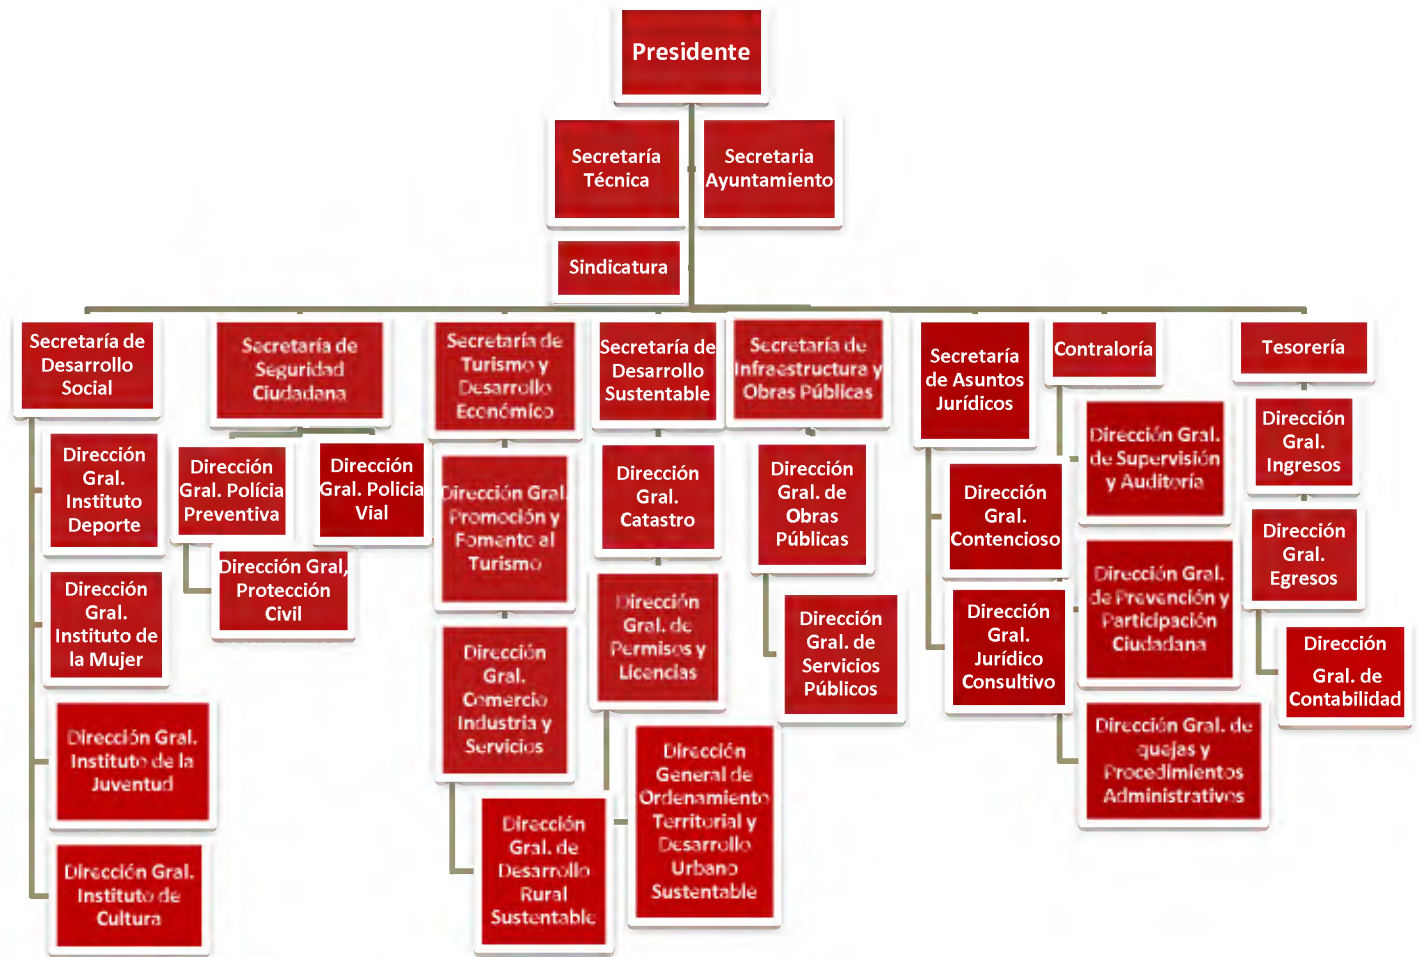 Presidente
Secretaría
Técnica
Secretaria
Ayuntamiento
Sindicatura
Secretaría de
Desarrollo
Social
Dirección
Gral.
Instituto
Deporte
Dirección
Gral.
Instituto de
la Mujer
Dirección Gral.
Instituto de la
Juventud
Dirección Gral.
Instituto de
Cultura
Secretaría de
Seguridad
Ciudadana
Dirección
Gral. Polícia
Preventiva
Dirección Gral,
Protección
Civil
Dirección
Gral. Policia
Vial
Secretaría de
Turismo y
Desarrollo
Económico
Dirección Gral.
Promoción y
Fomento al
Turismo
Dirección
Gral.
Comercio
Industria y
Servicios
Dirección
Gral. de
Desarrollo
Rural
Sustentable
Secretaría de
Desarrollo
Sustentable
Dirección
Gral.
Catastro
Dirección
Gral. de
Permisos y
Licencias
Dirección
General de
Ordenamiento
Territorial y
Desarrollo
Urbano
Sustentable
Secretaría de
Infraestructura y
Obras Públicas
Dirección
Gral. de
Obras
Públicas
Dirección
Gral. de
Servicios
Públicos
Secretaría
de Asuntos
Jurídicos
Dirección
Gral.
Contencioso
Dirección
Gral.
Jurídico
Consultivo
Contraloría
Dirección Gral.
de Supervisión
y Auditoría
Dirección Gral.
de Prevención y
Participación
Ciudadana
Dirección Gral. de
quejas y
Procedimientos
Administrativos
Tesorería
Dirección
Gral.
Ingresos
Dirección
Gral.
Egresos
Dirección
Gral. de
Contabilidad